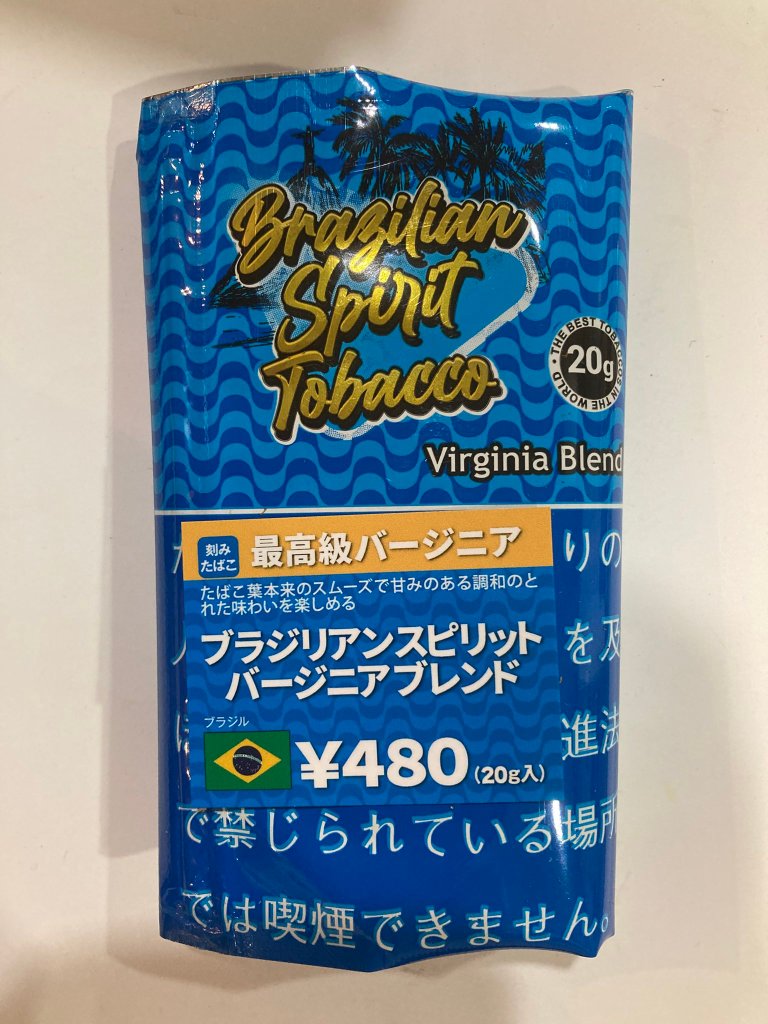 Brazilian
Spirit
Tobacco
THE BEST TOBACCOS IN THE WORLD
20g
Virginia Blend
刻み
たばこ
最高級バージニア
たばこ葉本来のスムーズで甘みのある調和のと
れた味わいを楽しめる
ブラジリアンスピリット
バージニアブレンド
ブラジル
¥480(20g入)
りの
を及
進法
で禁じられている場所
では喫煙できません。